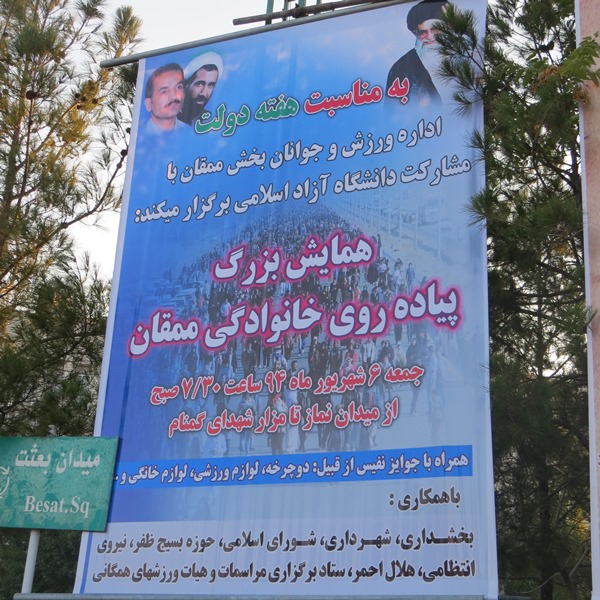 به مناسبت هفته دولت
اداره ورزش و جوانان بخش ممقان با
مشارکت دانشگاه آزاد اسلامی برگزار میکند:
همایش بزرگ
پیاده روی خانوادگی ممقان
جمعه ۶ شهریور ماه ۹۴ ساعت ۷/۳۰ صبح
از میدان نماز تا مزار شهدای گمنام
همراه با جوایز نفیس از قبیل: دوچرخه، لوازم ورزشی، لوازم خانگی و ...
باهمکاری :
بخشداری، شهرداری، شورای اسلامی، حوزه بسیج ظفر، نیروی
انتظامی، هلال احمر، ستاد برگزاری مراسمات و هیات ورزشهای همگانی
میدان بعثت
Besat.Sq